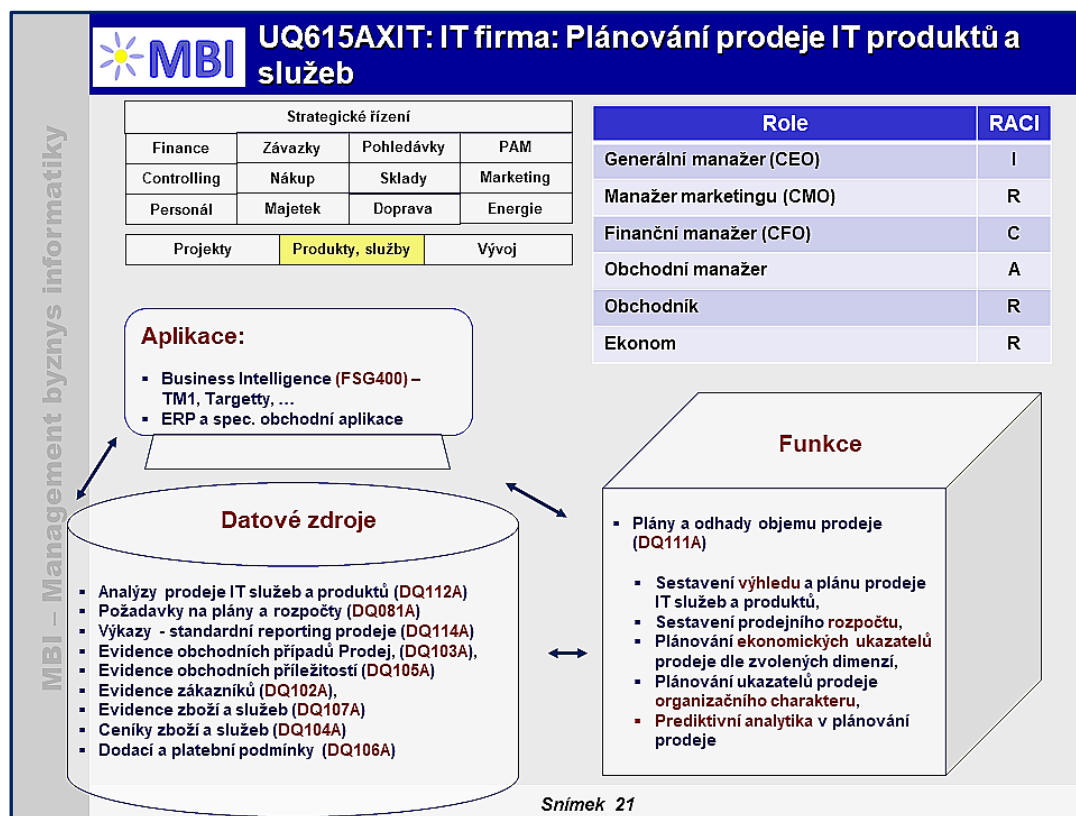 MBI
UQ615AXIT: IT firma: Plánování prodeje IT produktů a
služeb
MBI – Management byznys informatiky
Strategické řízení
Finance Závazky Pohledávky PAM
Controlling Nákup Sklady Marketing
Personál Majetek Doprava Energie
Projekty Produkty, služby Vývoj
Role RACI
Generální manažer (CEO) I
Manažer marketingu (CMO) R
Finanční manažer (CFO) C
Obchodní manažer A
Obchodník R
Ekonom R
Aplikace:
▪ Business Intelligence (FSG400) –
TM1, Targetty, …
▪ ERP a spec. obchodní aplikace
Datové zdroje
▪ Analýzy prodeje IT služeb a produktů (DQ112A)
▪ Požadavky na plány a rozpočty (DQ081A)
▪ Výkazy - standardní reporting prodeje (DQ114A)
▪ Evidence obchodních případů Prodej, (DQ103A),
▪ Evidence obchodních příležitostí (DQ105A)
▪ Evidence zákazníků (DQ102A),
▪ Evidence zboží a služeb (DQ107A)
▪ Ceníky zboží a služeb (DQ104A)
▪ Dodací a platební podmínky (DQ106A)
Funkce
▪ Plány a odhady objemu prodeje
(DQ111A)
▪ Sestavení výhledu a plánu prodeje
IT služeb a produktů,
▪ Sestavení prodejního rozpočtu,
▪ Plánování ekonomických ukazatelů
prodeje dle zvolených dimenzí,
▪ Plánování ukazatelů prodeje
organizačního charakteru,
▪ Prediktivní analytika v plánování
prodeje
Snímek 21